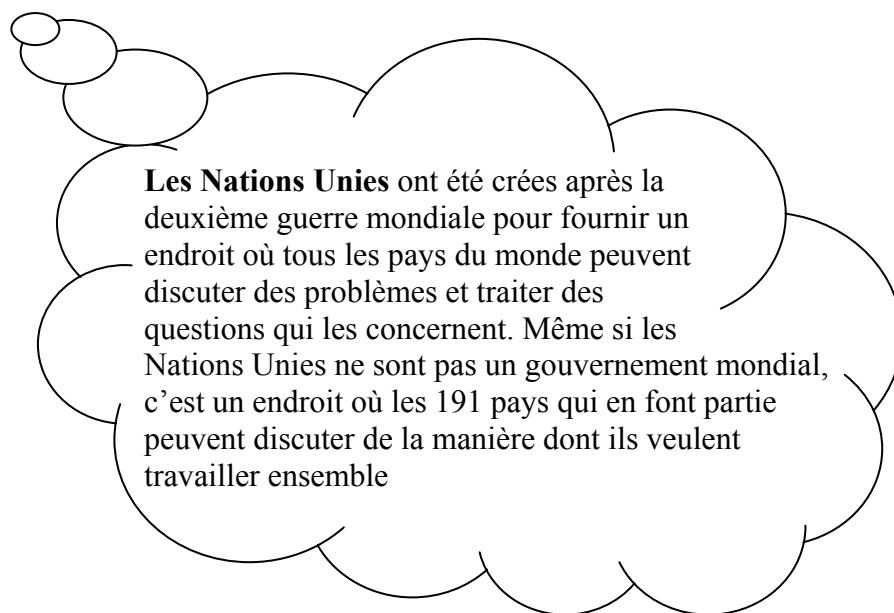 Les Nations Unies ont été crées après la
deuxième guerre mondiale pour fournir un
endroit où tous les pays du monde peuvent
discuter des problèmes et traiter des
questions qui les concernent. Même si les
Nations Unies ne sont pas un gouvernement mondial,
c’est un endroit où les 191 pays qui en font partie
peuvent discuter de la manière dont ils veulent
travailler ensemble